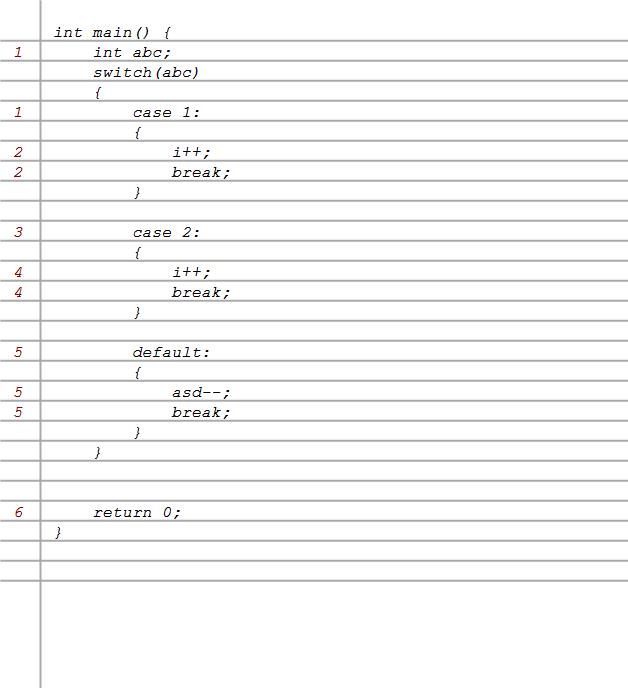 int main() {
1 int abc;
switch(abc)
{
1 case 1:
{
2 i++;
2 break;
}
3 case 2:
{
4 i++;
4 break;
}
5 default:
{
5 asd--;
5 break;
}
}
6 return 0;
}